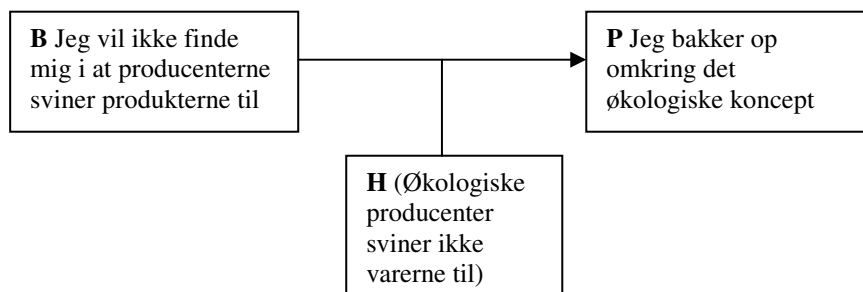 B Jeg vil ikke finde
mig i at producenterne
sviner produkterne til
P Jeg bakker op
omkring det
økologiske koncept
H (Økologiske
producenter
sviner ikke
varerne til)